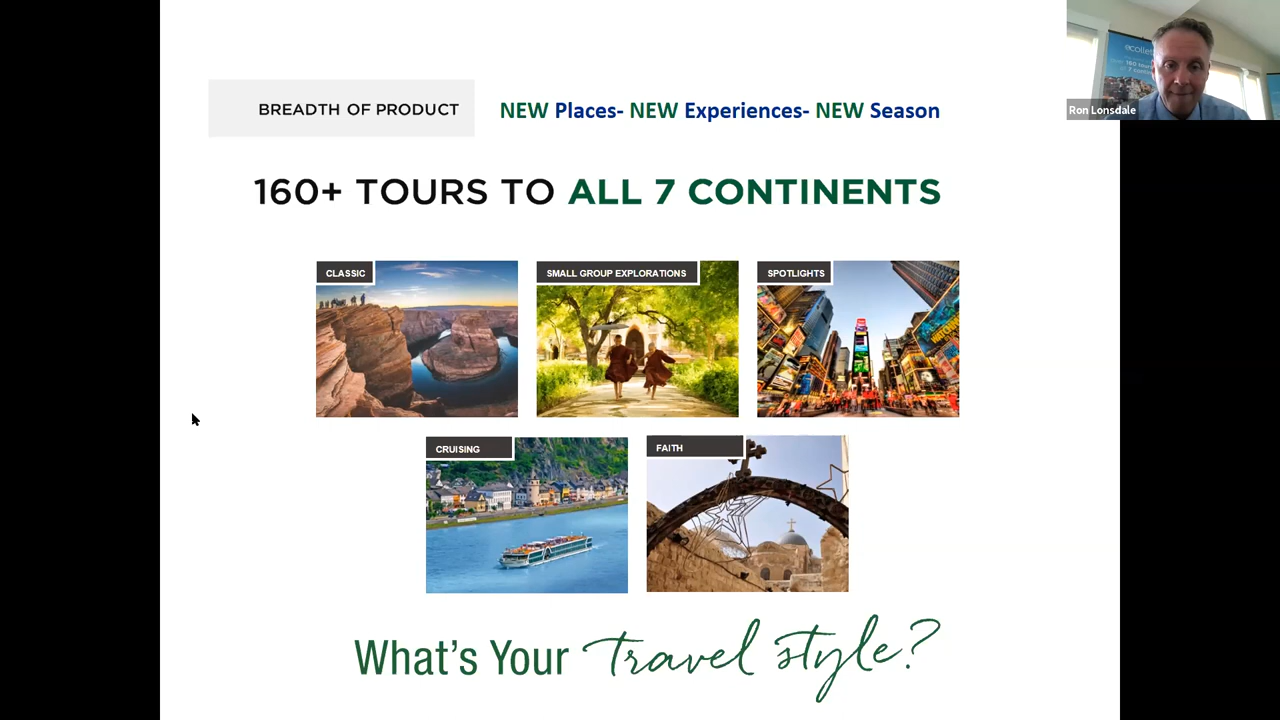 BREADTH OF PRODUCT
NEW Places- NEW Experiences- NEW Season
160+ TOURS TO ALL 7 CONTINENTS
CLASSIC
SMALL GROUP EXPLORATIONS
SPOTLIGHTS
CRUISING
FAITH
What's Your travel style?
Ron Lonsdale